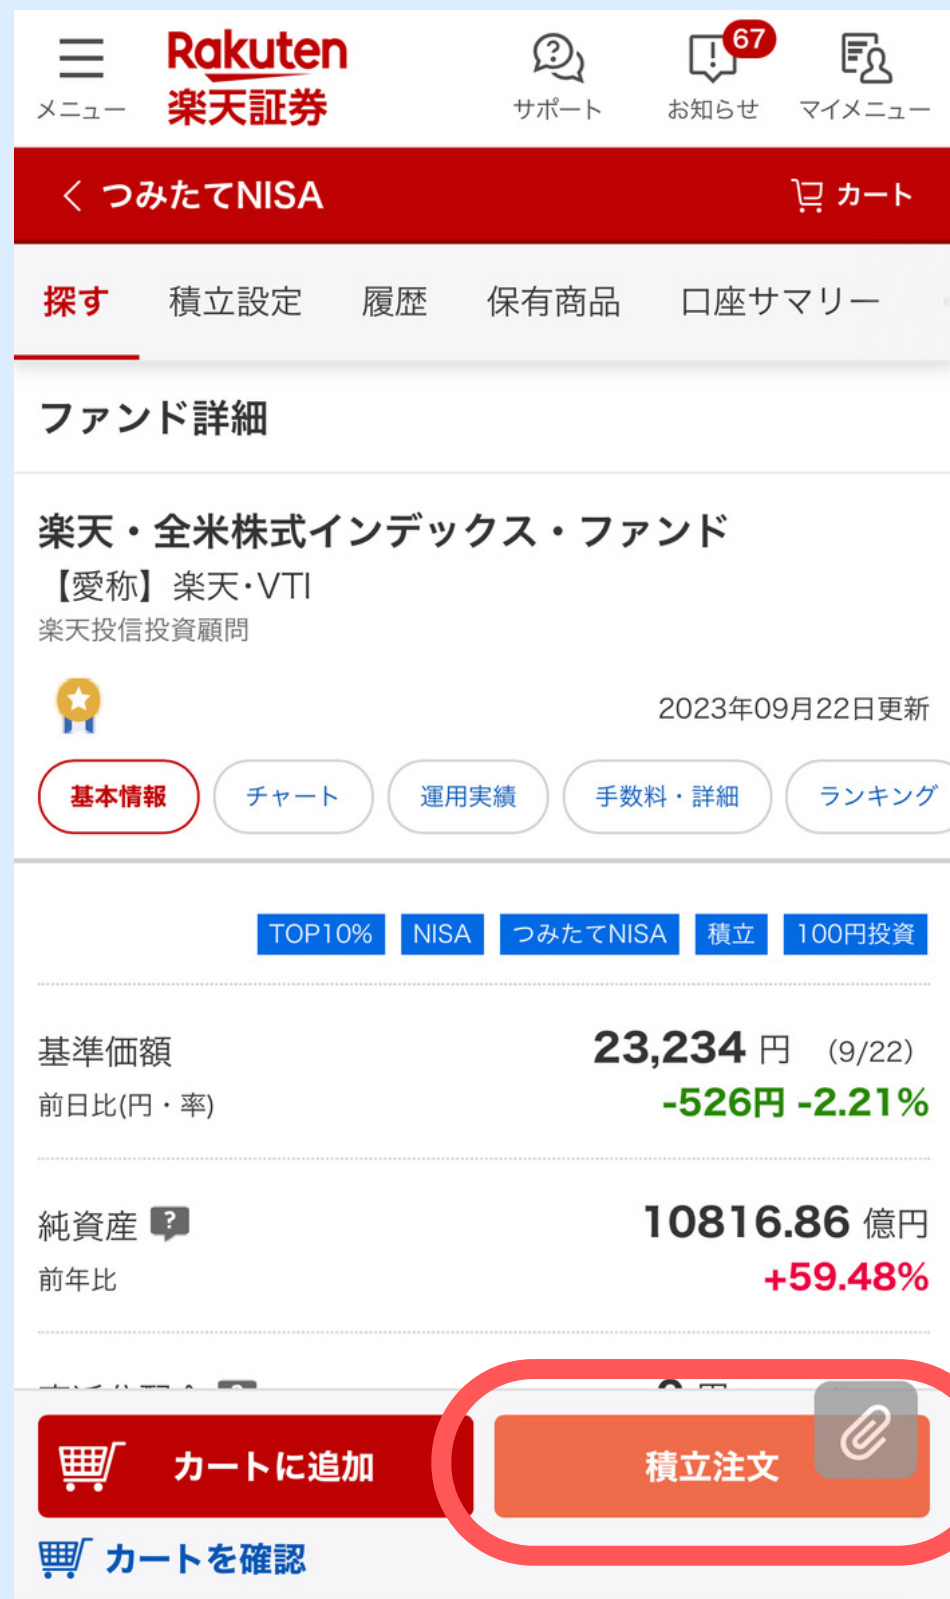 Rakuten
楽天証券
メニュー
サポート
67
お知らせ
マイメニュー
つみたてNISA
カート
探す 積立設定 履歴 保有商品 口座サマリー
ファンド詳細
楽天・全米株式インデックス・ファンド
【愛称】楽天・VTI
楽天投信投資顧問
2023年09月22日更新
基本情報 チャート 運用実績 手数料・詳細 ランキング
TOP10% NISA つみたてNISA 積立 100円投資
基準価額 23,234 円 (9/22)
前日比(円・率) -526円 -2.21%
純資産 ? 10816.86 億円
前年比 +59.48%
カートに追加 積立注文
カートを確認